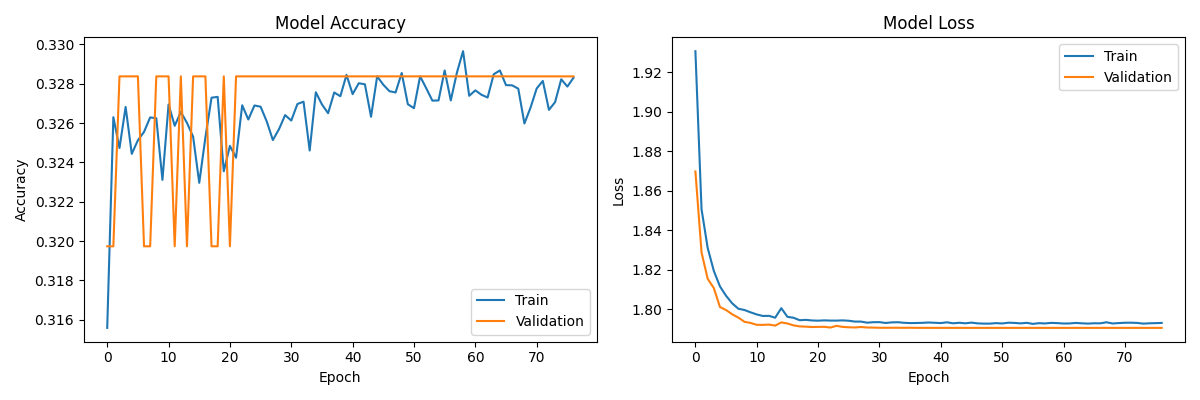 Model Accuracy
0.330
0.328
0.326
0.324
0.322
0.320
0.318
0.316
Accuracy
0 10 20 30 40 50 60 70
Epoch
Train
Validation
Model Loss
1.92
1.90
1.88
1.86
1.84
1.82
1.80
Loss
0 10 20 30 40 50 60 70
Epoch
Train
Validation